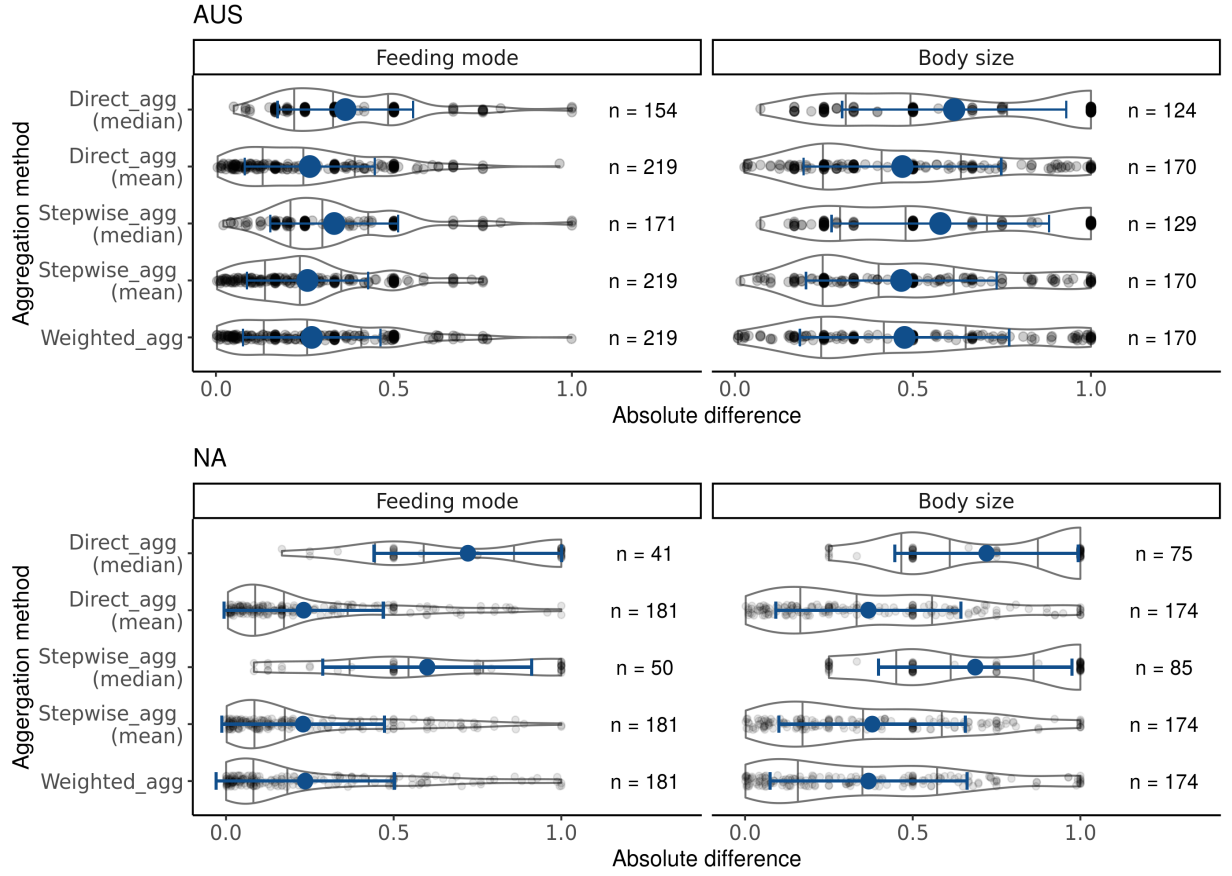 AUS
Feeding mode
Body size
Aggregation method
Direct_agg
(median)
n = 154
n = 124
Direct_agg
(mean)
n = 219
n = 170
Stepwise_agg
(median)
n = 171
n = 129
Stepwise_agg
(mean)
n = 219
n = 170
Weighted_agg
n = 219
n = 170
0.0 0.5 1.0
0.0 0.5 1.0
Absolute difference
NA
Feeding mode
Body size
Aggergation method
Direct_agg
(median)
n = 41
n = 75
Direct_agg
(mean)
n = 181
n = 174
Stepwise_agg
(median)
n = 50
n = 85
Stepwise_agg
(mean)
n = 181
n = 174
Weighted_agg
n = 181
n = 174
0.0 0.5 1.0
0.0 0.5 1.0
Absolute difference